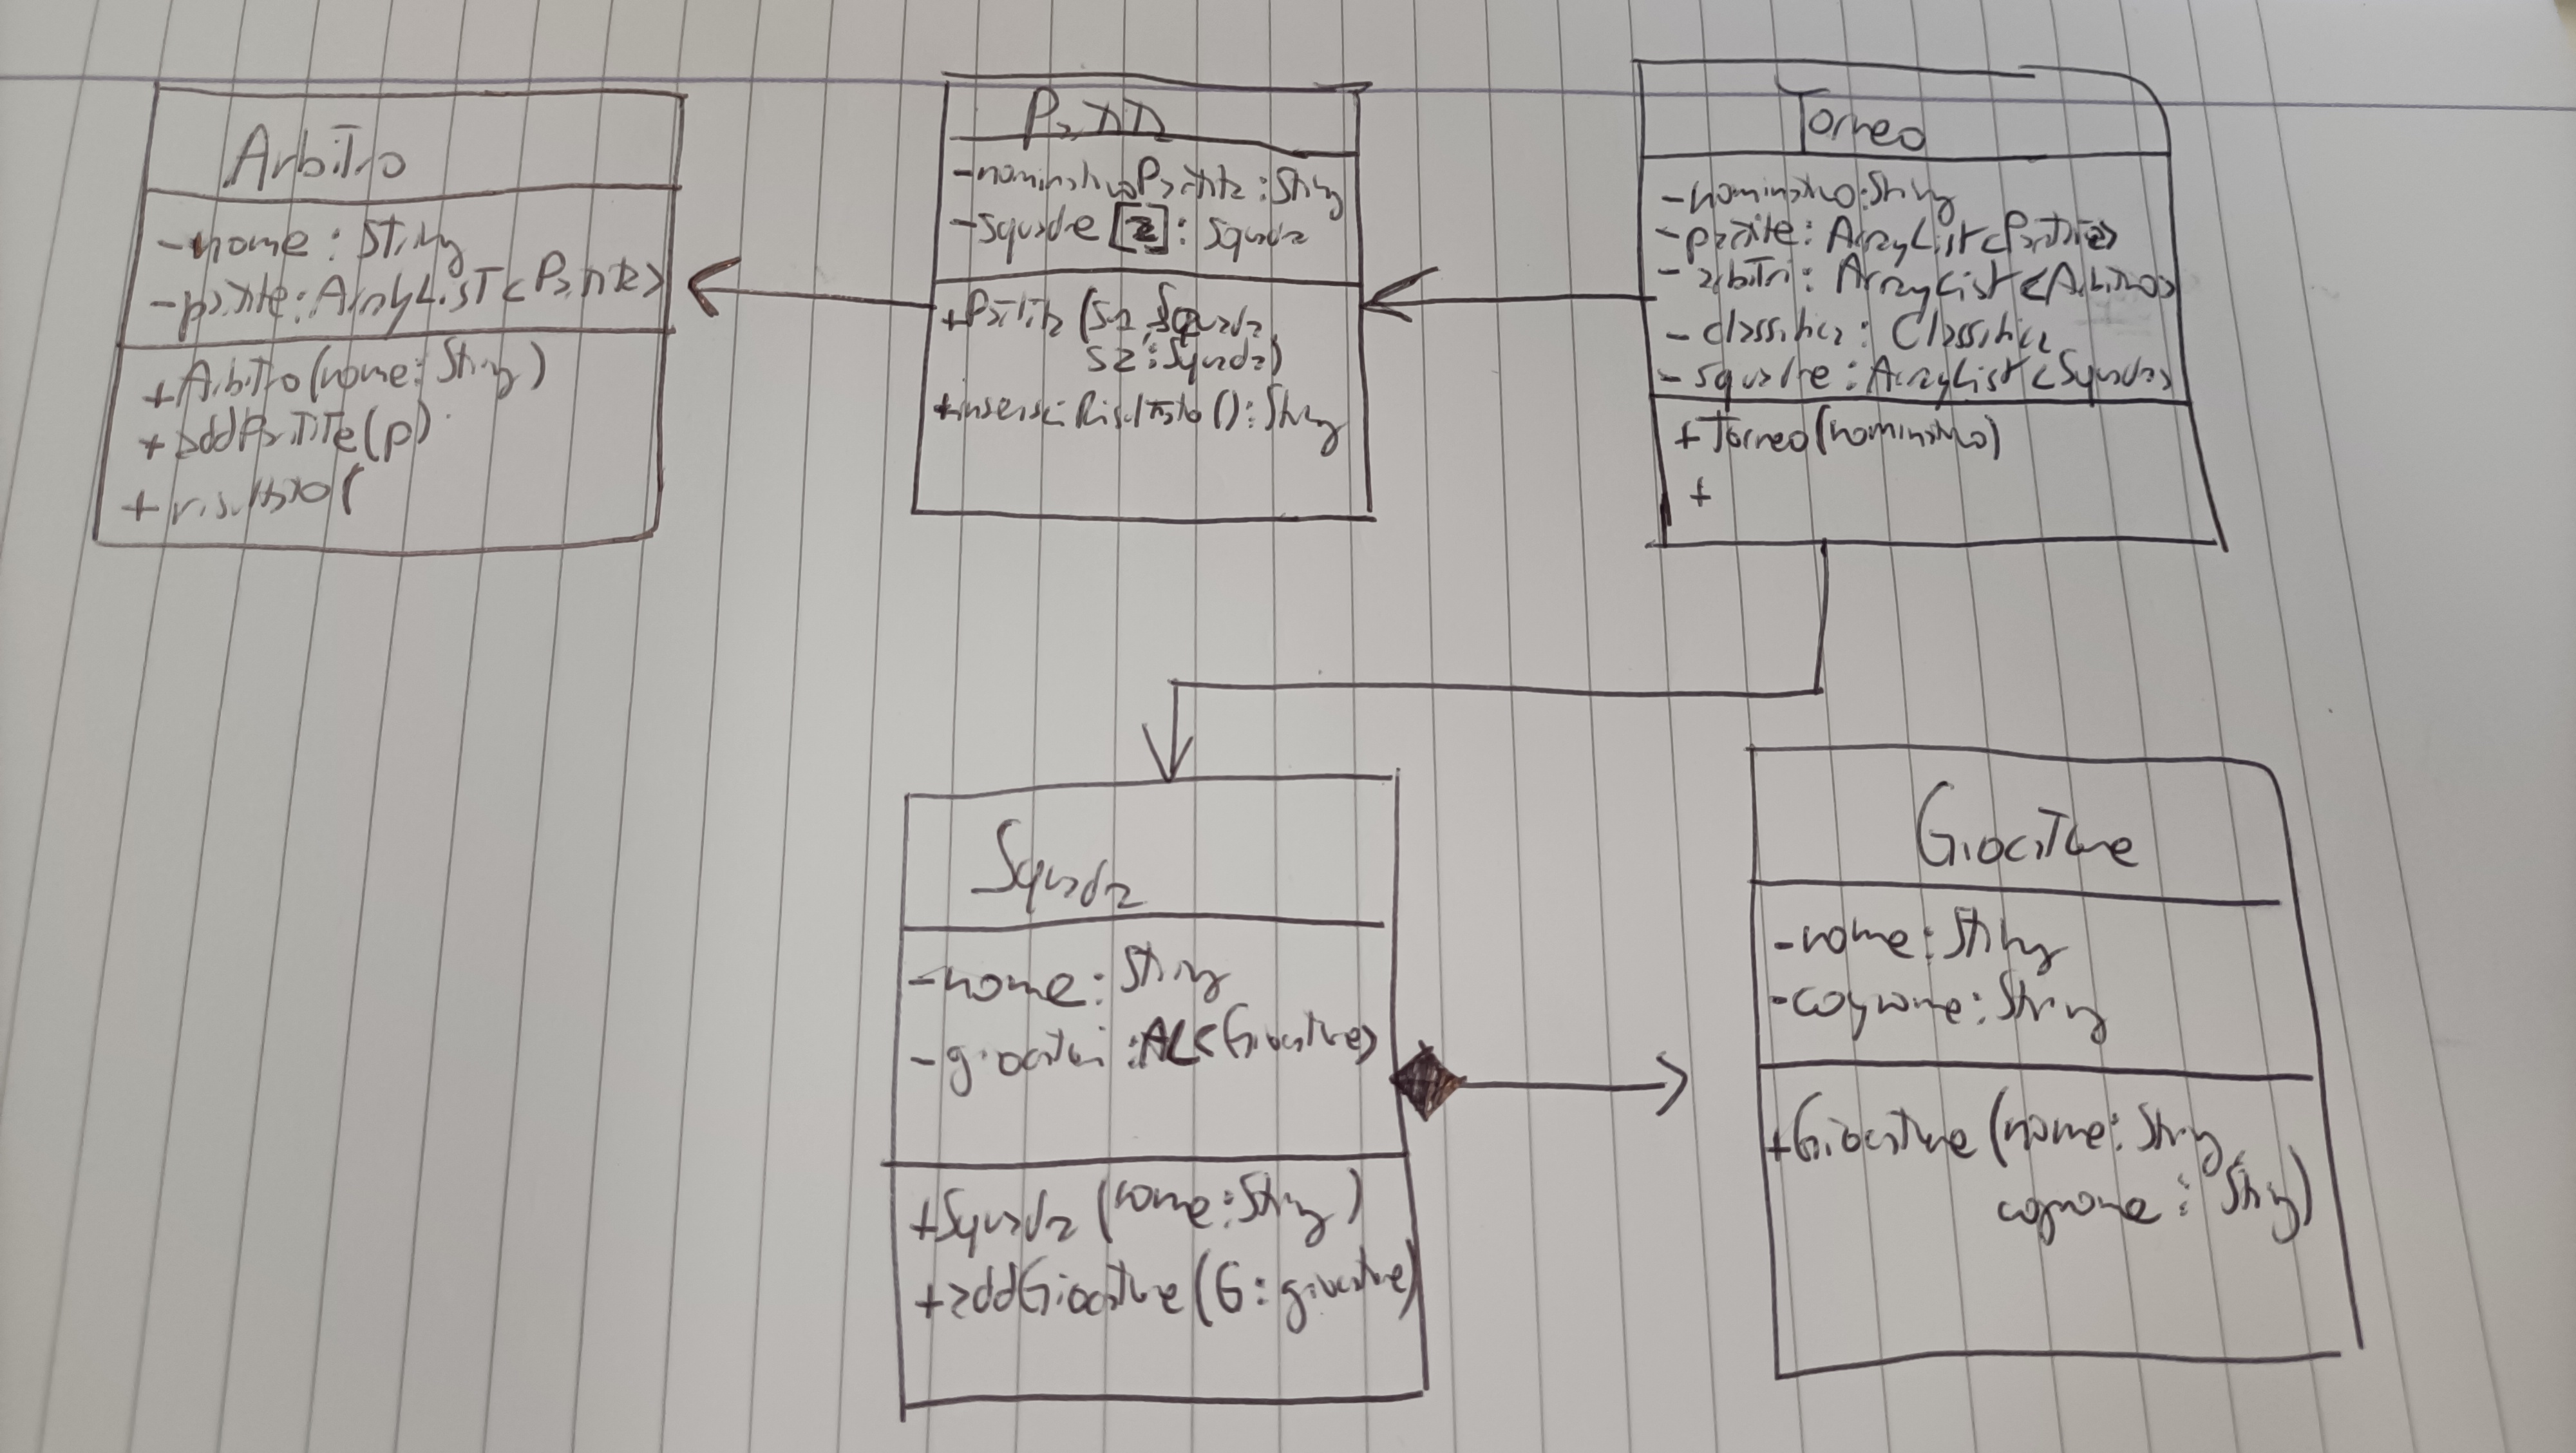 Arbitro
-nome: String
-partite: ArrayList<Partite>
+Arbitro(nome: String)
+addPartite(p)
+risultato(
Partita
-nominativoPartita: String
-squadre [2]: Squadra
+Partita (S1: Squadra
S2: Squadra)
+inserisciRisultato(): String
Torneo
-nominativo: String
-partite: ArrayList<Partite>
- arbitri: ArrayList<Arbitro>
- classifica: Classifica
- squadre: ArrayList<Squadra>
+Torneo(nominativo)
+
Squadra
-nome: String
-giocatori: AL<Giocatore>
+Squadra (nome: String)
+addGiocatore(G: giocatore)
Giocatore
-nome: String
-cognome: String
+Giocatore (nome: String,
cognome: String)